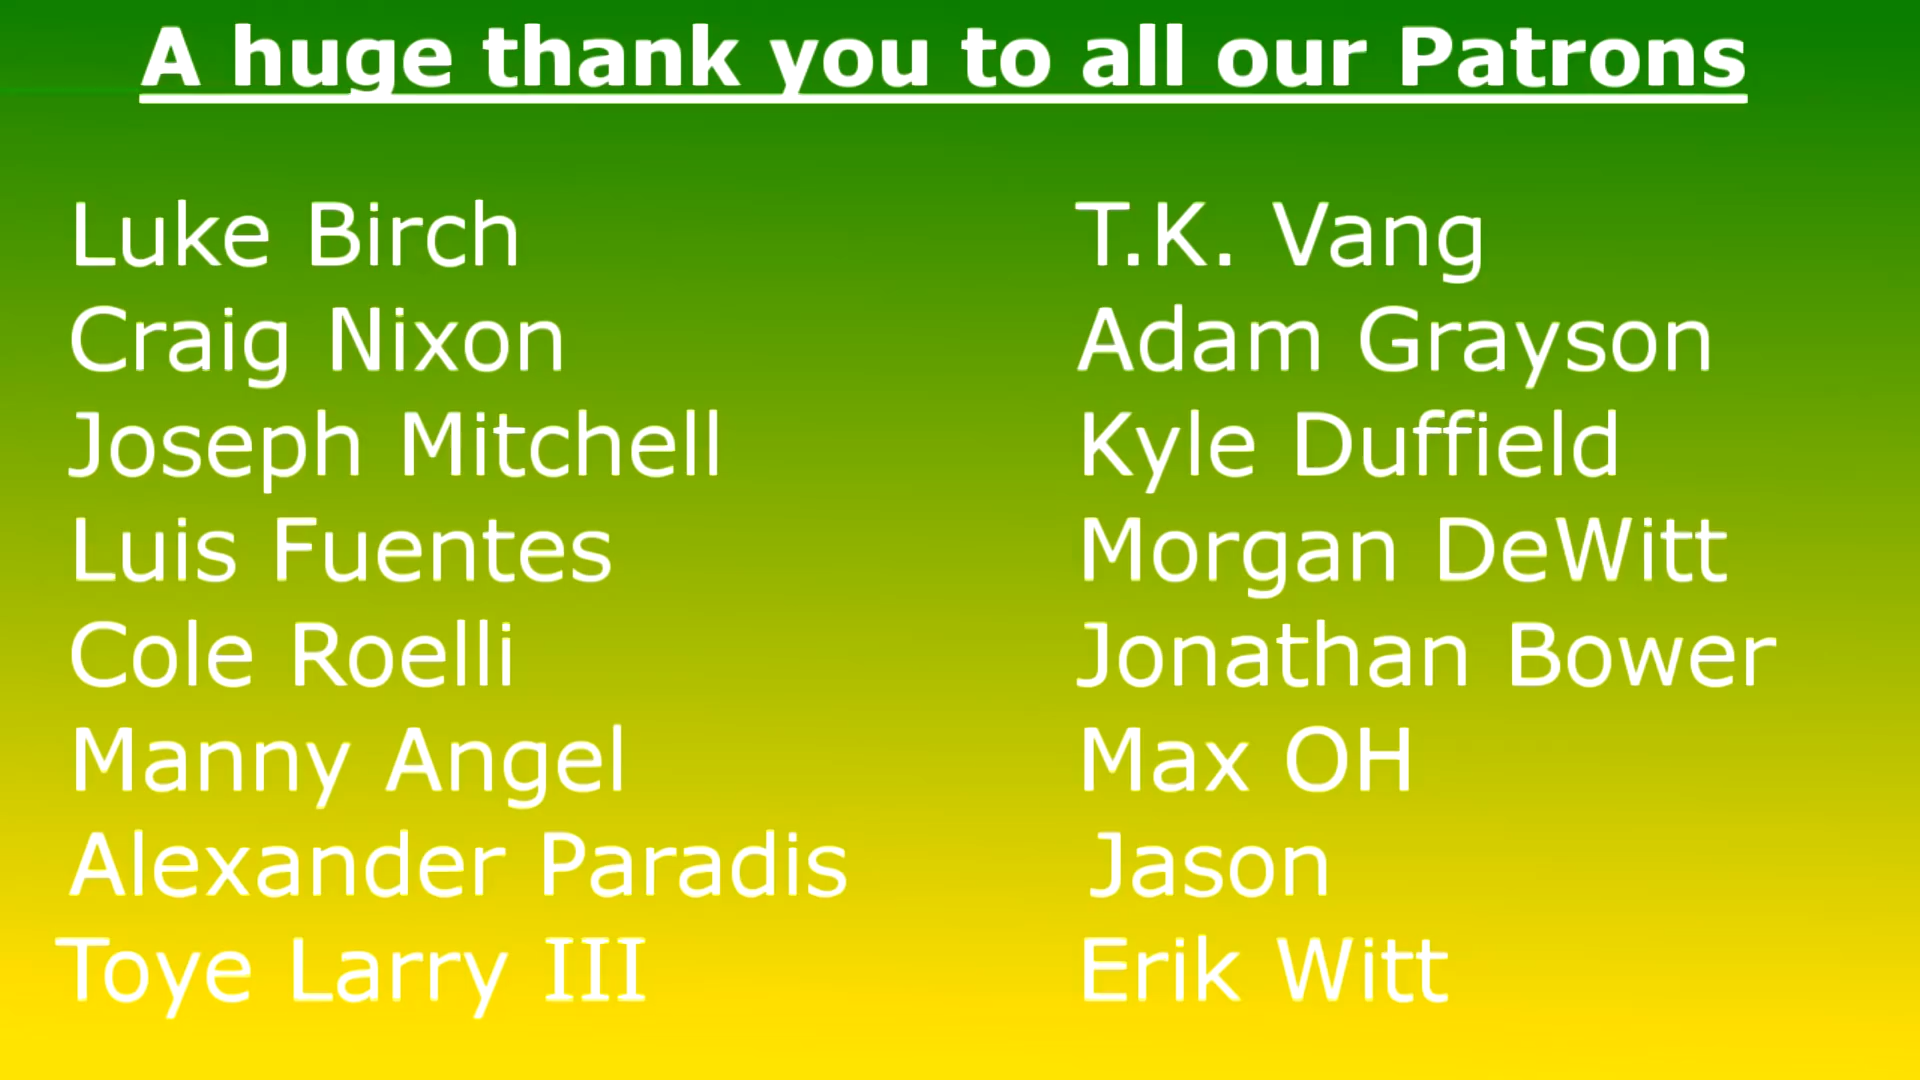 A huge thank you to all our Patrons
Luke Birch
Craig Nixon
Joseph Mitchell
Luis Fuentes
Cole Roelli
Manny Angel
Alexander Paradis
Toye Larry III
T.K. Vang
Adam Grayson
Kyle Duffield
Morgan DeWitt
Jonathan Bower
Max OH
Jason
Erik Witt